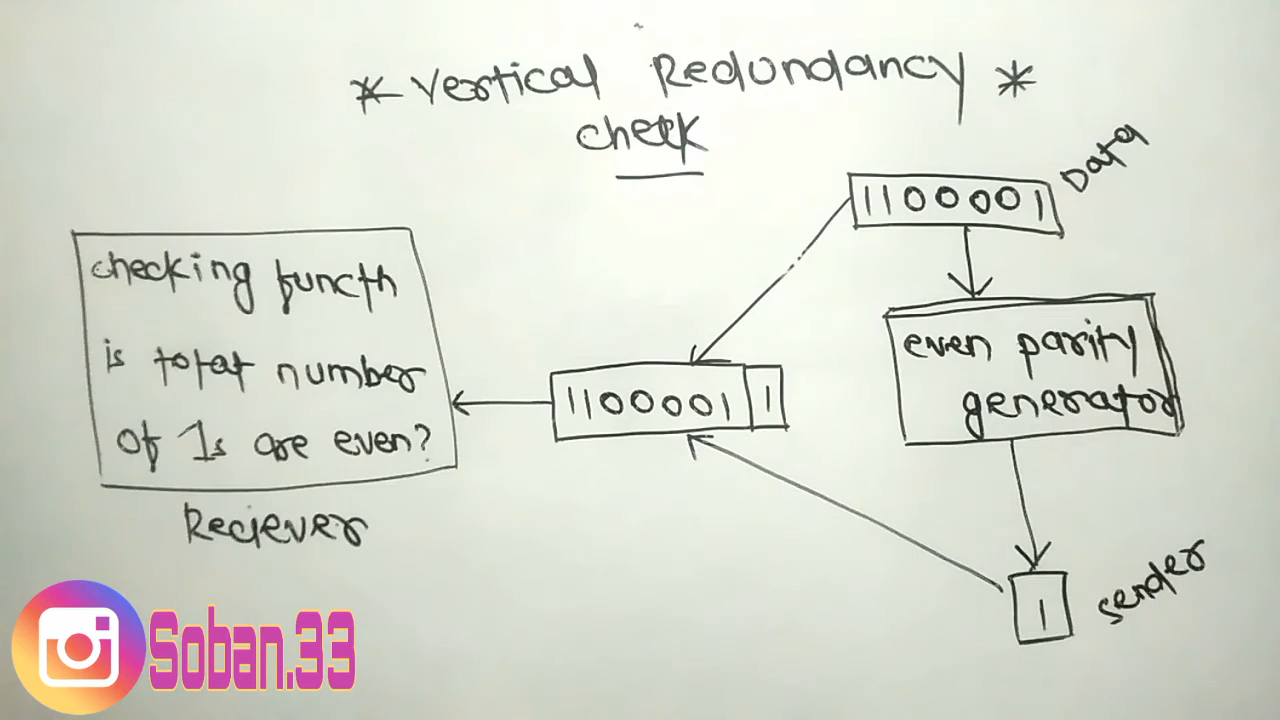 * Vertical Redundancy *
check
Data
1100001
even parity
generator
1
sender
1100001 1
checking functn
is total number
of 1s are even?
Reciever
Soban.33